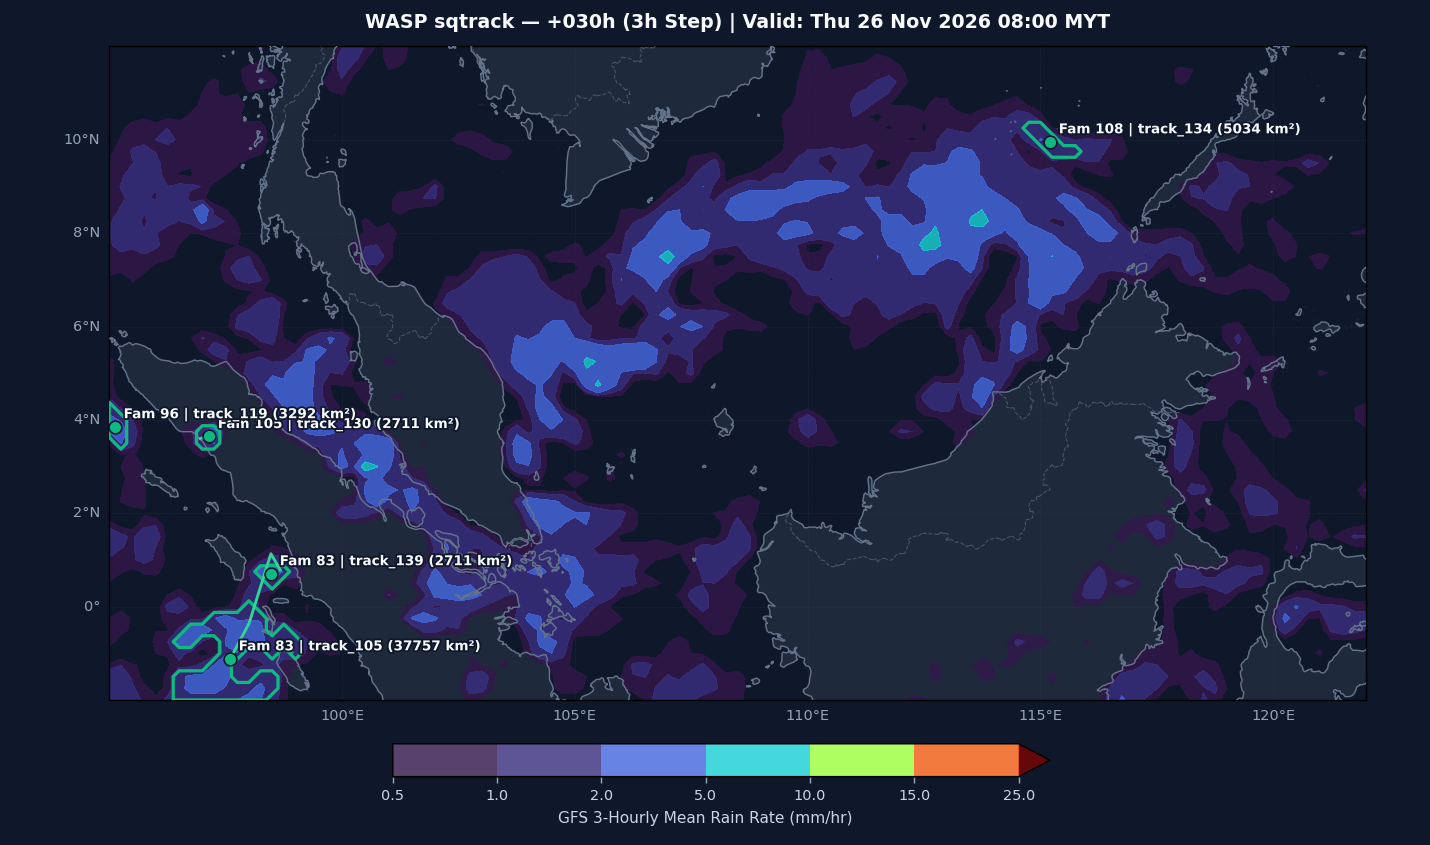 WASP sqtrack — +030h (3h Step) | Valid: Thu 26 Nov 2026 08:00 MYT
10°N
8°N
6°N
4°N
2°N
0°
Fam 108 | track_134 (5034 km²)
Fam 96 | track_119 (3292 km²)
Fam 105 | track_130 (2711 km²)
Fam 83 | track_139 (2711 km²)
Fam 83 | track_105 (37757 km²)
100°E 105°E 110°E 115°E 120°E
0.5 1.0 2.0 5.0 10.0 15.0 25.0
GFS 3-Hourly Mean Rain Rate (mm/hr)